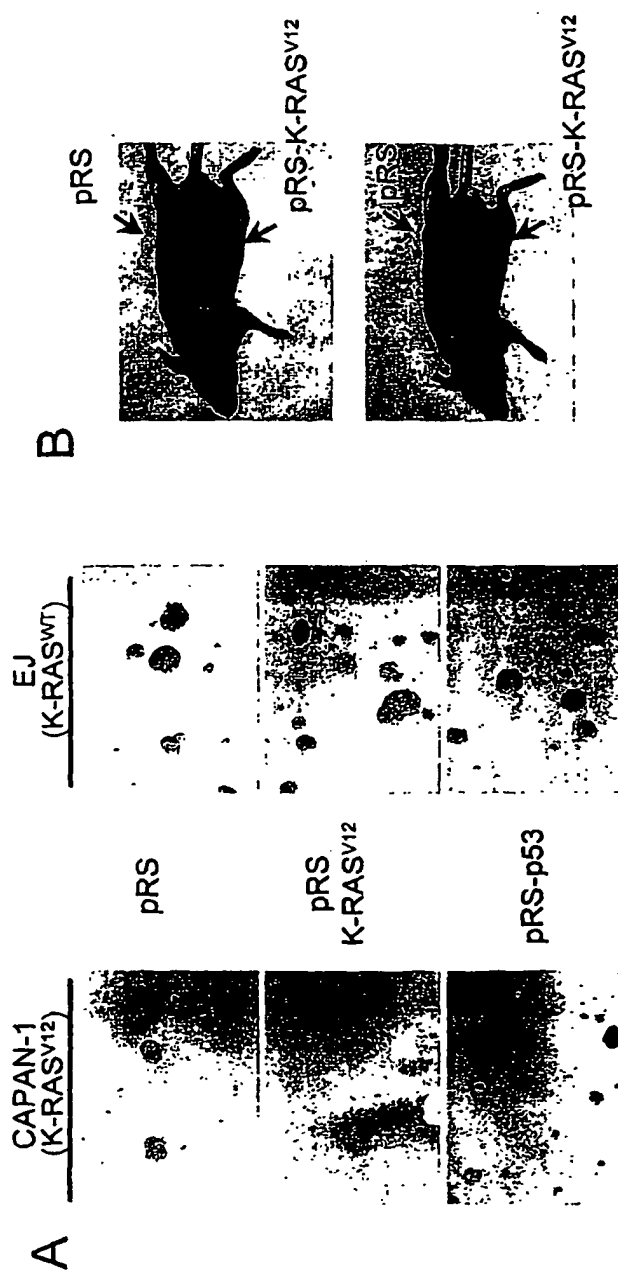 A
CAPAN-1
(K-RASV12)
EJ
(K-RASWT)
pRS
pRS
K-RASV12
pRS-p53
B
pRS
pRS-K-RASV12
pRS
pRS-K-RASV12